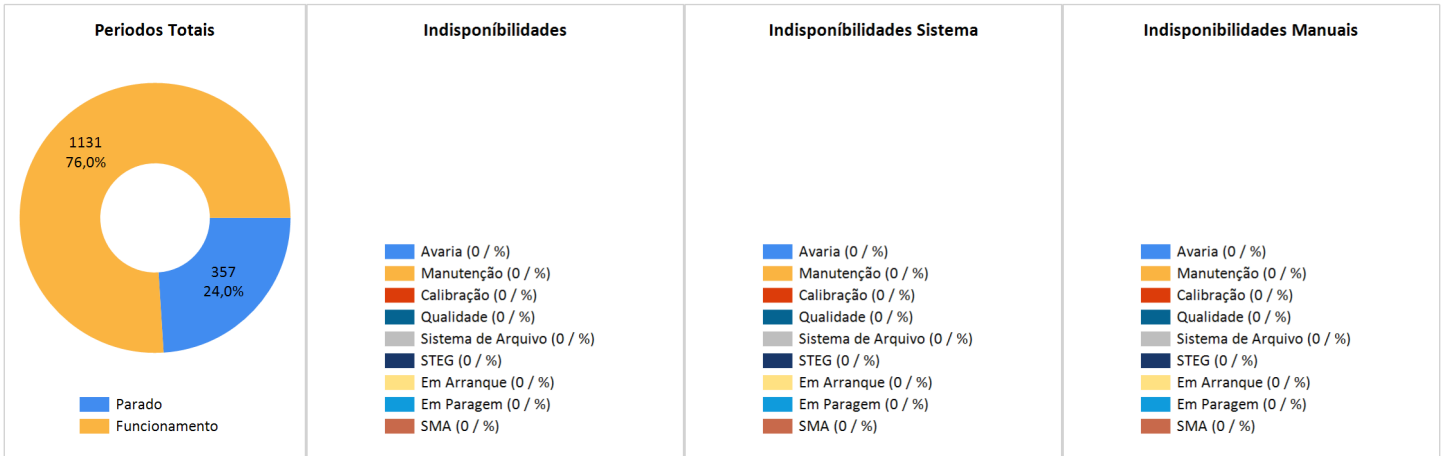 Periodos Totais
1131
76,0%
357
24,0%
Parado
Funcionamento
Indisponíbilidades
Avaria (0 / %)
Manutenção (0 / %)
Calibração (0 / %)
Qualidade (0 / %)
Sistema de Arquivo (0 / %)
STEG (0 / %)
Em Arranque (0 / %)
Em Paragem (0 / %)
SMA (0 / %)
Indisponíbilidades Sistema
Avaria (0 / %)
Manutenção (0 / %)
Calibração (0 / %)
Qualidade (0 / %)
Sistema de Arquivo (0 / %)
STEG (0 / %)
Em Arranque (0 / %)
Em Paragem (0 / %)
SMA (0 / %)
Indisponibilidades Manuais
Avaria (0 / %)
Manutenção (0 / %)
Calibração (0 / %)
Qualidade (0 / %)
Sistema de Arquivo (0 / %)
STEG (0 / %)
Em Arranque (0 / %)
Em Paragem (0 / %)
SMA (0 / %)